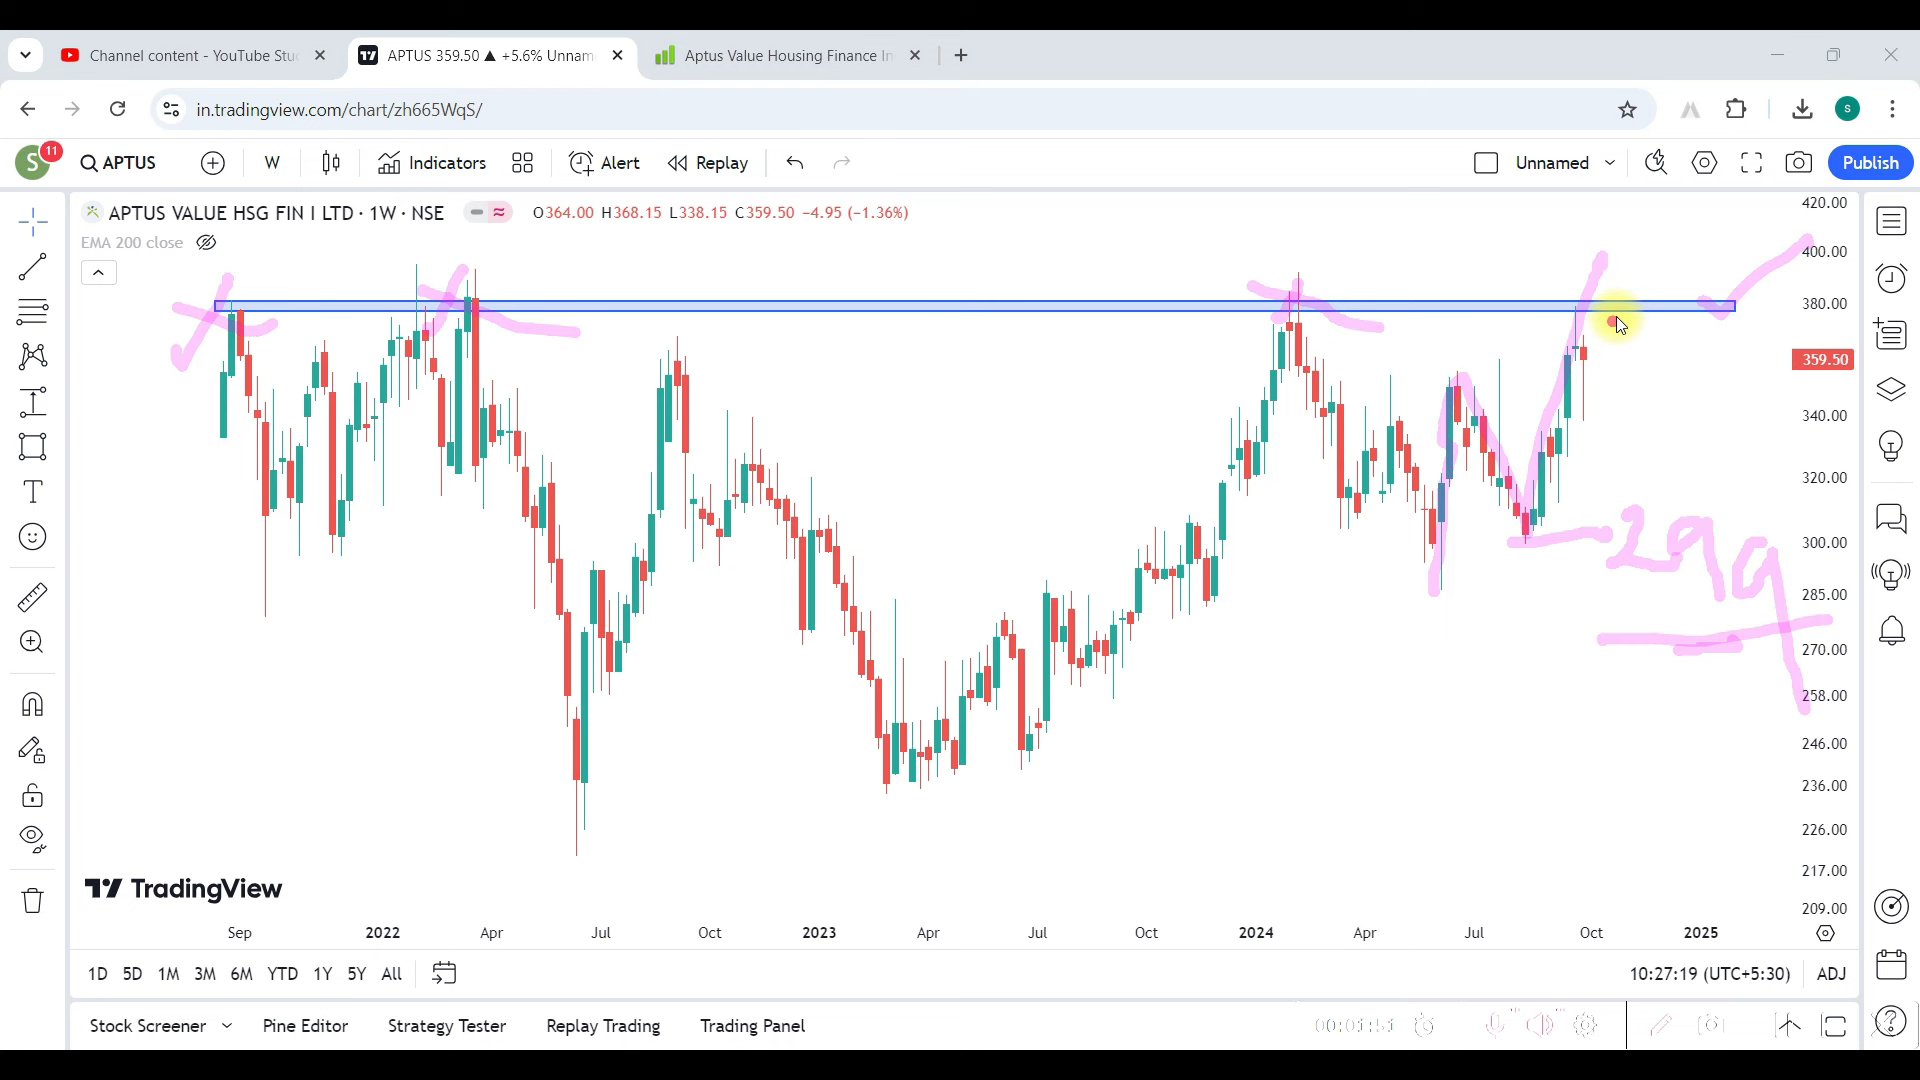 Channel content - YouTube Stu
APTUS 359.50 ▲ +5.6% Unnam
Aptus Value Housing Finance In
in.tradingview.com/chart/zh665WqS/
S
S
11
APTUS
W
Indicators
Alert
Replay
Unnamed
Publish
APTUS VALUE HSG FIN I LTD · 1W · NSE
O364.00 H368.15 L338.15 C359.50 −4.95 (−1.36%)
EMA 200 close
420.00
400.00
380.00
359.50
340.00
320.00
300.00
299
285.00
270.00
258.00
246.00
236.00
226.00
217.00
209.00
TradingView
Sep 2022 Apr Jul Oct 2023 Apr Jul Oct 2024 Apr Jul Oct 2025
1D 5D 1M 3M 6M YTD 1Y 5Y All
10:27:19 (UTC+5:30) ADJ
Stock Screener Pine Editor Strategy Tester Replay Trading Trading Panel
00:01:51